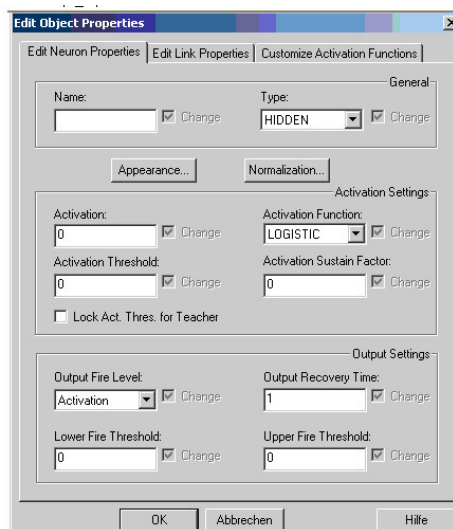 Edit Object Properties
Edit Neuron Properties Edit Link Properties Customize Activation Functions
General
Name: Type:
Change HIDDEN Change
Appearance... Normalization...
Activation Settings
Activation: Activation Function:
0 Change LOGISTIC Change
Activation Threshold: Activation Sustain Factor:
0 Change 0 Change
Lock Act. Thres. for Teacher
Output Settings
Output Fire Level: Output Recovery Time:
Activation Change 1 Change
Lower Fire Threshold: Upper Fire Threshold:
0 Change 0 Change
OK Abbrechen Hilfe